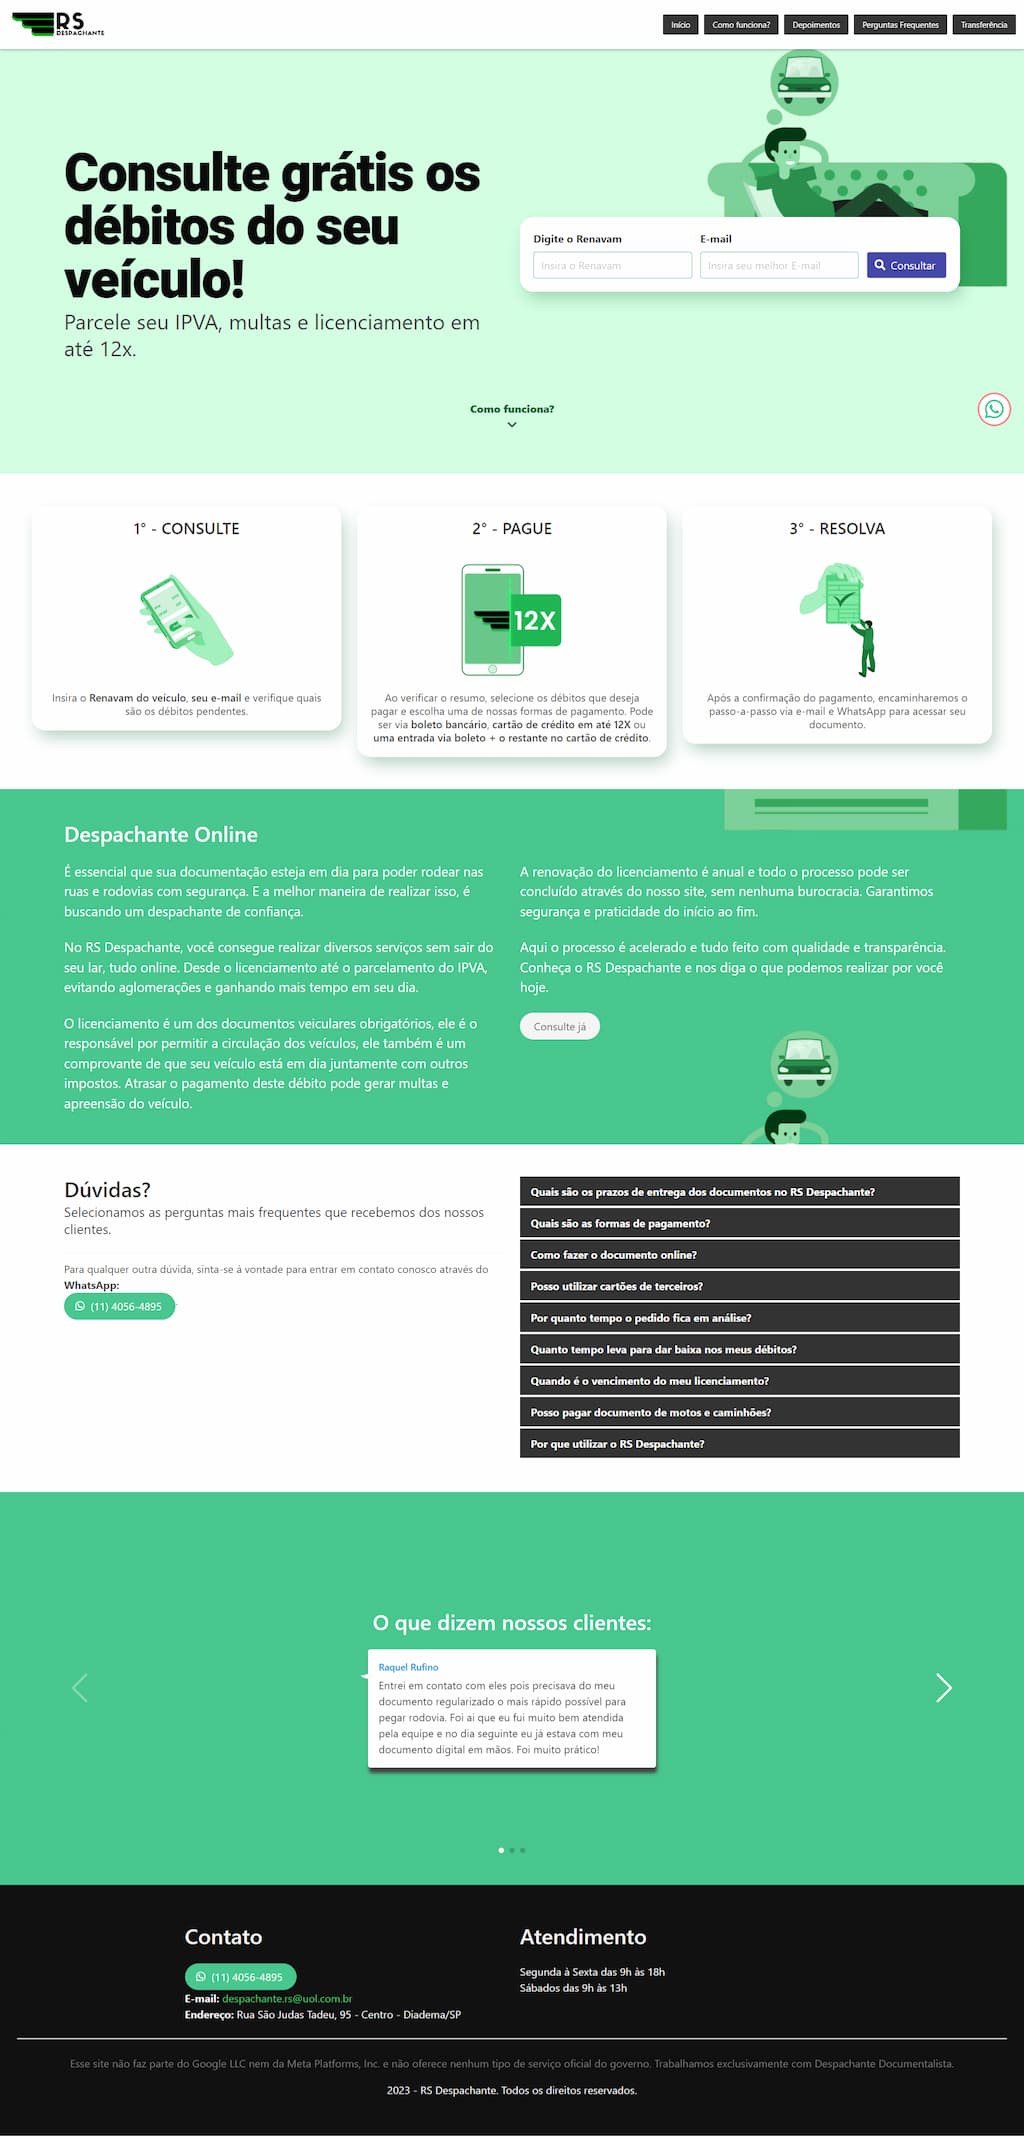 RS
DESPACHANTE
Início
Como funciona?
Depoimentos
Perguntas Frequentes
Transferência
Consulte grátis os
débitos do seu
veículo!
Parcele seu IPVA, multas e licenciamento em
até 12x.
Digite o Renavam
E-mail
Insira o Renavam
Insira seu melhor E-mail
Consultar
Como funciona?
1° - CONSULTE
Insira o Renavam do veículo, seu e-mail e verifique quais
são os débitos pendentes.
2° - PAGUE
12X
Ao verificar o resumo, selecione os débitos que deseja
pagar e escolha uma de nossas formas de pagamento. Pode
ser via boleto bancário, cartão de crédito em até 12X ou
uma entrada via boleto + o restante no cartão de crédito.
3° - RESOLVA
Após a confirmação do pagamento, encaminharemos o
passo-a-passo via e-mail e WhatsApp para acessar seu
documento.
Despachante Online
É essencial que sua documentação esteja em dia para poder rodear nas
ruas e rodovias com segurança. E a melhor maneira de realizar isso, é
buscando um despachante de confiança.
No RS Despachante, você consegue realizar diversos serviços sem sair do
seu lar, tudo online. Desde o licenciamento até o parcelamento do IPVA,
evitando aglomerações e ganhando mais tempo em seu dia.
O licenciamento é um dos documentos veiculares obrigatórios, ele é o
responsável por permitir a circulação dos veículos, ele também é um
comprovante de que seu veículo está em dia juntamente com outros
impostos. Atrasar o pagamento deste débito pode gerar multas e
apreensão do veículo.
A renovação do licenciamento é anual e todo o processo pode ser
concluído através do nosso site, sem nenhuma burocracia. Garantimos
segurança e praticidade do início ao fim.
Aqui o processo é acelerado e tudo feito com qualidade e transparência.
Conheça o RS Despachante e nos diga o que podemos realizar por você
hoje.
Consulte já
Dúvidas?
Selecionamos as perguntas mais frequentes que recebemos dos nossos
clientes.
Para qualquer outra dúvida, sinta-se à vontade para entrar em contato conosco através do
WhatsApp:
(11) 4056-4895
Quais são os prazos de entrega dos documentos no RS Despachante?
Quais são as formas de pagamento?
Como fazer o documento online?
Posso utilizar cartões de terceiros?
Por quanto tempo o pedido fica em análise?
Quanto tempo leva para dar baixa nos meus débitos?
Quando é o vencimento do meu licenciamento?
Posso pagar documento de motos e caminhões?
Por que utilizar o RS Despachante?
O que dizem nossos clientes:
Raquel Rufino
Entrei em contato com eles pois precisava do meu
documento regularizado o mais rápido possível para
pegar rodovia. Foi ai que eu fui muito bem atendida
pela equipe e no dia seguinte eu já estava com meu
documento digital em mãos. Foi muito prático!
Contato
(11) 4056-4895
E-mail: despachante.rs@uol.com.br
Endereço: Rua São Judas Tadeu, 95 - Centro - Diadema/SP
Atendimento
Segunda à Sexta das 9h às 18h
Sábados das 9h às 13h
Esse site não faz parte do Google LLC nem da Meta Platforms, Inc. e não oferece nenhum tipo de serviço oficial do governo. Trabalhamos exclusivamente com Despachante Documentalista.
2023 - RS Despachante. Todos os direitos reservados.